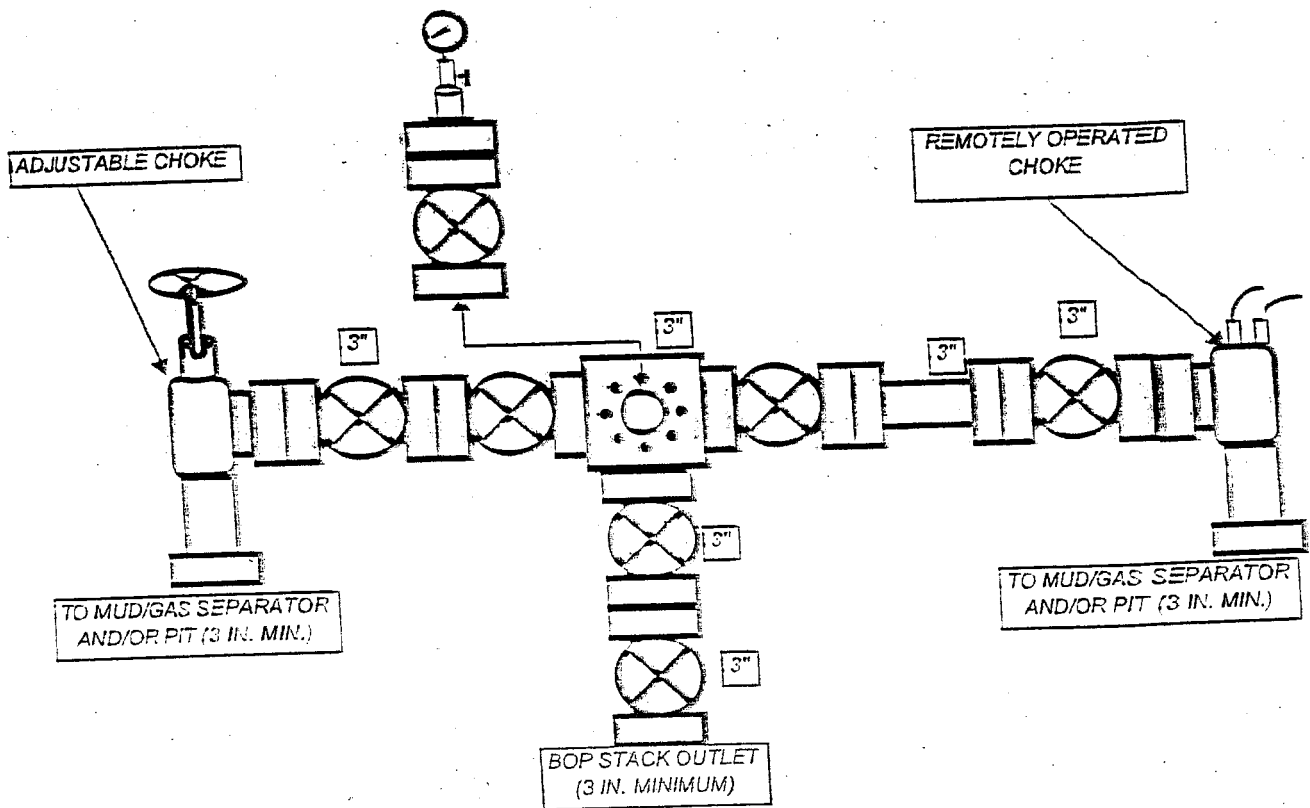 ADJUSTABLE CHOKE
REMOTELY OPERATED
CHOKE
3"
3"
3"
3"
3"
3"
TO MUD/GAS SEPARATOR
AND/OR PIT (3 IN. MIN.)
TO MUD/GAS SEPARATOR
AND/OR PIT (3 IN. MIN.)
BOP STACK OUTLET
(3 IN. MINIMUM)